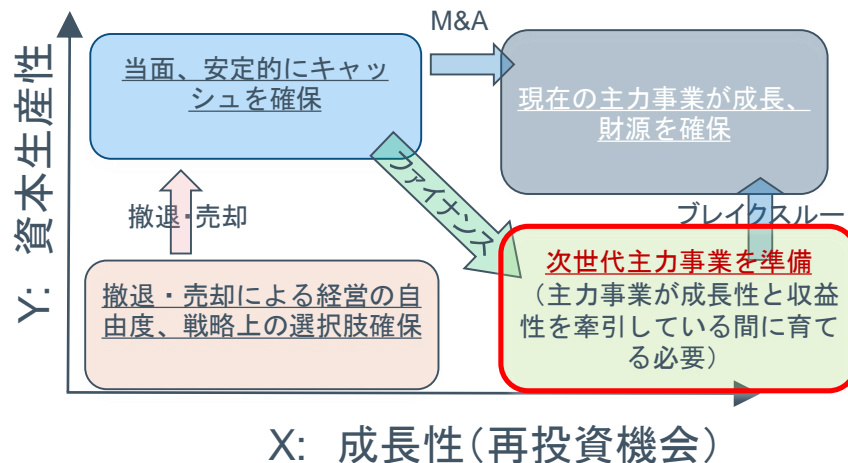 M&A
当面、安定的にキャッ
シュを確保
現在の主力事業が成長、
財源を確保
ファイナンス
撤退・売却
ブレイクスルー
撤退・売却による経営の自
由度、戦略上の選択肢確保
次世代主力事業を準備
（主力事業が成長性と収益
性を牽引している間に育て
る必要）
Y: 資本生産性
X: 成長性（再投資機会）